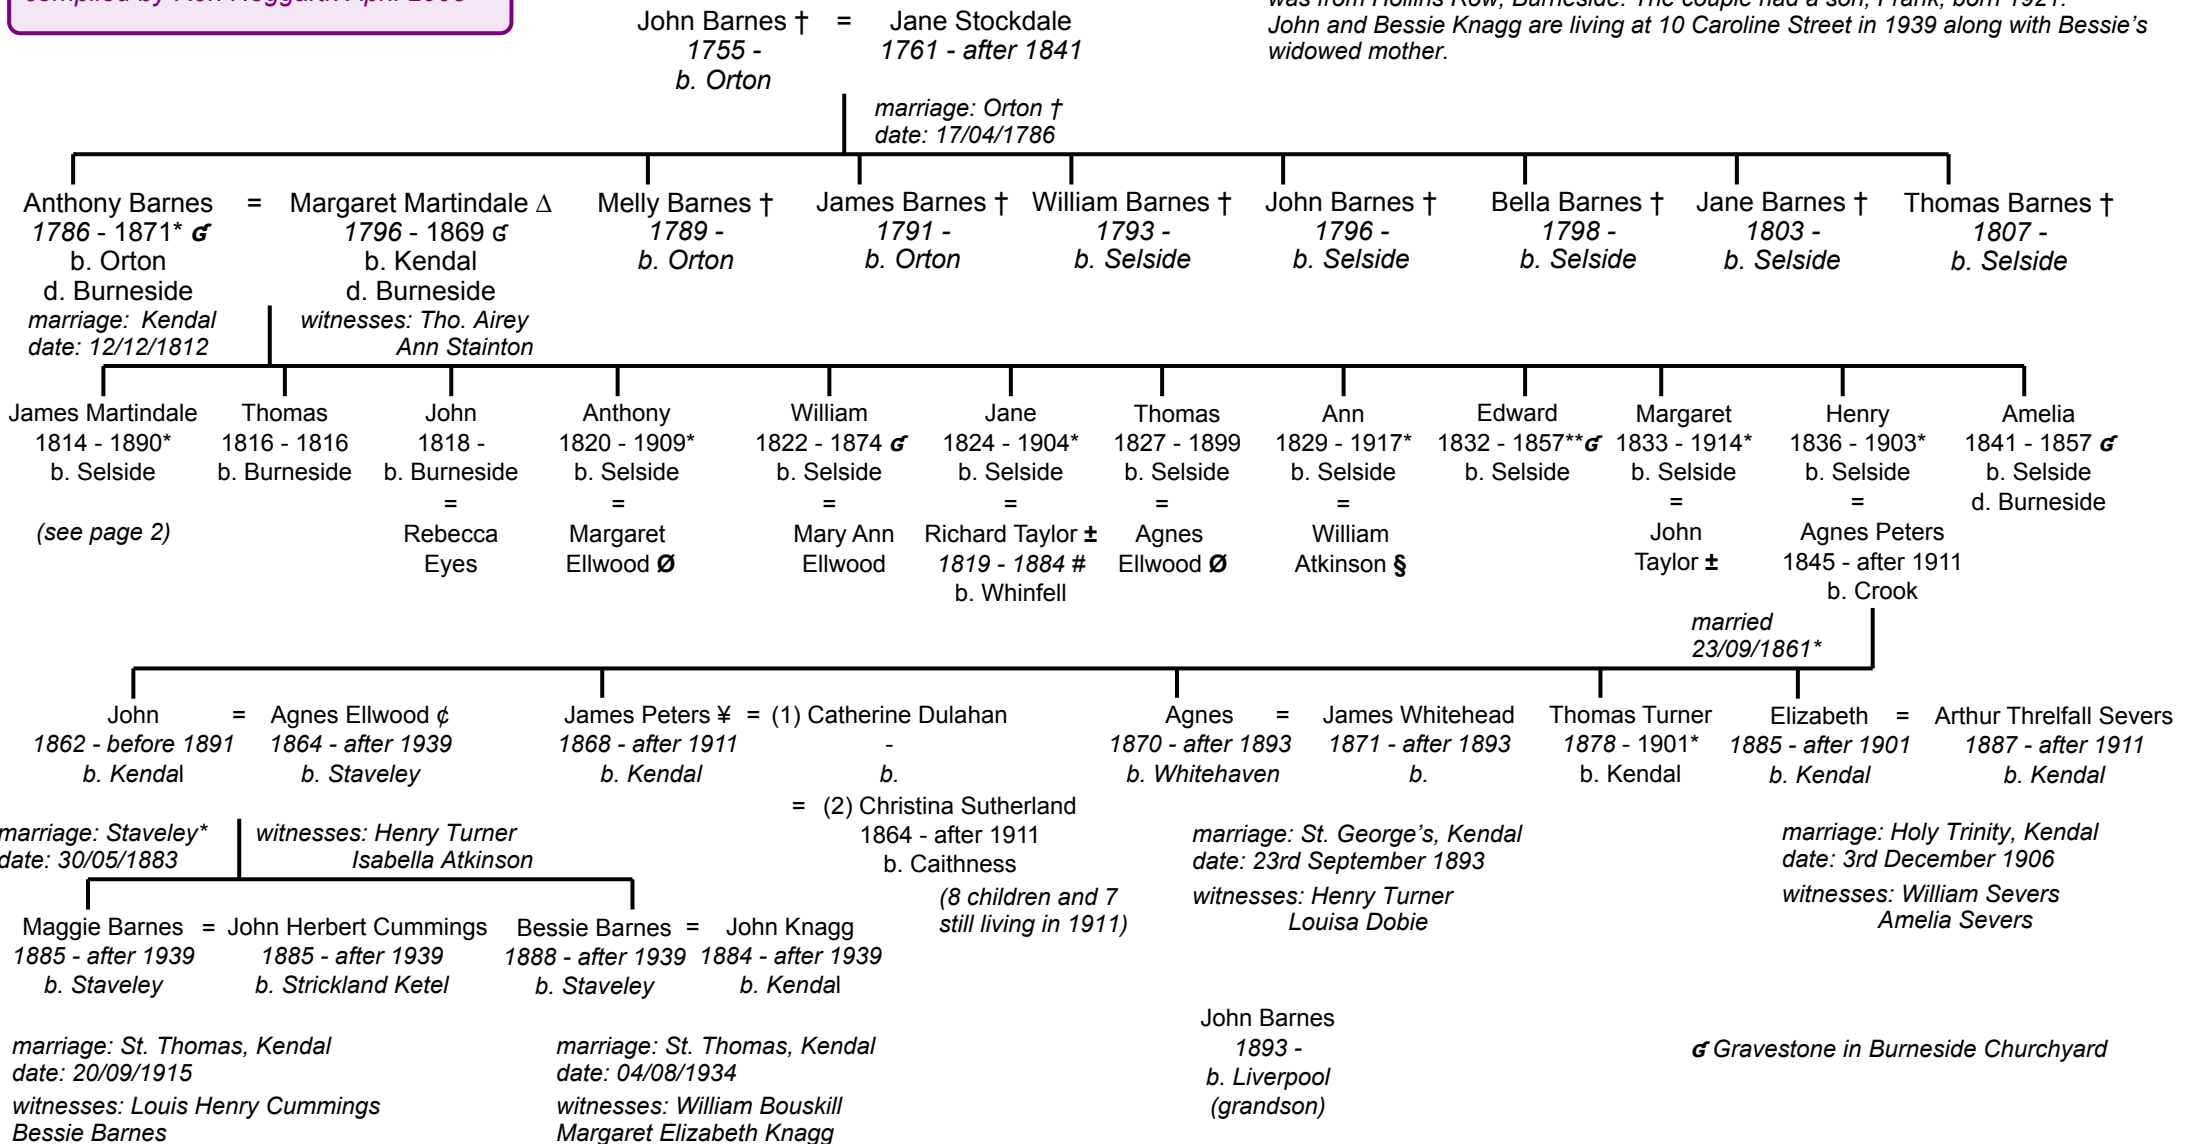 John Barnes † = Jane Stockdale
1755 - 1761 - after 1841
b. Orton
John and Bessie Knagg are living at 10 Caroline Street in 1939 along with Bessie's
widowed mother.
marriage: Orton †
date: 17/04/1786
Anthony Barnes = Margaret Martindale Δ Melly Barnes † James Barnes † William Barnes † John Barnes † Bella Barnes † Jane Barnes † Thomas Barnes †
1786 - 1871* ɠ 1796 - 1869 ɠ 1789 - 1791 - 1793 - 1796 - 1798 - 1803 - 1807 -
b. Orton b. Kendal b. Orton b. Orton b. Selside b. Selside b. Selside b. Selside b. Selside
d. Burneside d. Burneside
marriage: Kendal witnesses: Tho. Airey
date: 12/12/1812 Ann Stainton
James Martindale Thomas John Anthony William Jane Thomas Ann Edward Margaret Henry Amelia
1814 - 1890* 1816 - 1816 1818 - 1820 - 1909* 1822 - 1874 ɠ 1824 - 1904* 1827 - 1899 1829 - 1917* 1832 - 1857**ɠ 1833 - 1914* 1836 - 1903* 1841 - 1857 ɠ
b. Selside b. Burneside b. Burneside b. Selside b. Selside b. Selside b. Selside b. Selside b. Selside b. Selside b. Selside b. Selside
= = = = = = = = d. Burneside
(see page 2) Rebecca Margaret Mary Ann Richard Taylor ± Agnes William John Agnes Peters
Eyes Ellwood Ø Ellwood 1819 - 1884 # Ellwood Ø Atkinson § Taylor ± 1845 - after 1911
b. Whinfell b. Crook
married
23/09/1861*
John = Agnes Ellwood ₵ James Peters ¥ = (1) Catherine Dulahan Agnes = James Whitehead Thomas Turner Elizabeth = Arthur Threlfall Severs
1862 - before 1891 1864 - after 1939 1868 - after 1911 - 1870 - after 1893 1871 - after 1893 1878 - 1901* 1885 - after 1901 1887 - after 1911
b. Kendal b. Staveley b. Kendal b. b. Whitehaven b. b. Kendal b. Kendal b. Kendal
= (2) Christina Sutherland
1864 - after 1911
b. Caithness
(8 children and 7
still living in 1911)
marriage: Staveley* witnesses: Henry Turner
date: 30/05/1883 Isabella Atkinson
marriage: St. George's, Kendal
date: 23rd September 1893
witnesses: Henry Turner
Louisa Dobie
marriage: Holy Trinity, Kendal
date: 3rd December 1906
witnesses: William Severs
Amelia Severs
Maggie Barnes = John Herbert Cummings Bessie Barnes = John Knagg
1885 - after 1939 1885 - after 1939 1888 - after 1939 1884 - after 1939
b. Staveley b. Strickland Ketel b. Staveley b. Kendal
marriage: St. Thomas, Kendal
date: 20/09/1915
witnesses: Louis Henry Cummings
Bessie Barnes
marriage: St. Thomas, Kendal
date: 04/08/1934
witnesses: William Bouskill
Margaret Elizabeth Knagg
John Barnes
1893 -
b. Liverpool
(grandson)
ɠ Gravestone in Burneside Churchyard